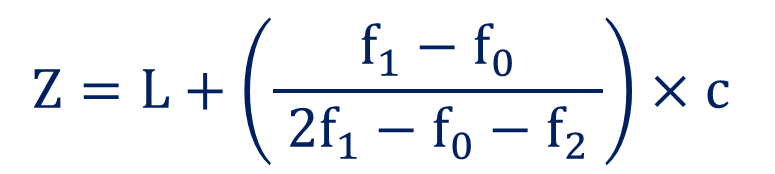 Z = L + ( (f₁ − f₀) / (2f₁ − f₀ − f₂) ) × c